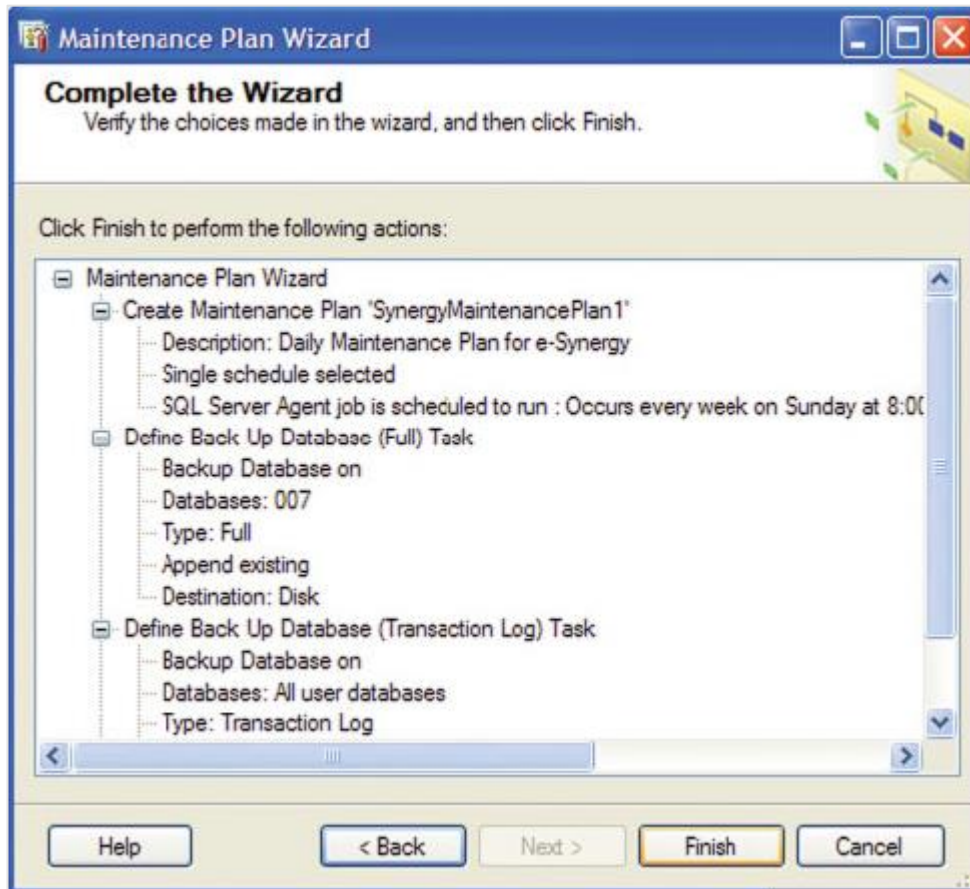 Maintenance Plan Wizard
Complete the Wizard
Verify the choices made in the wizard, and then click Finish.
Click Finish to perform the following actions:
Maintenance Plan Wizard
Create Maintenance Plan "SynergyMaintenancePlan1"
Description: Daily Maintenance Plan for e-Synergy
Single schedule selected
SQL Server Agent job is scheduled to run : Occurs every week on Sunday at 8:00
Define Back Up Database (Full) Task
Backup Database on
Databases: 007
Type: Full
Append existing
Destination: Disk
Define Back Up Database (Transaction Log) Task
Backup Database on
Databases: All user databases
Type: Transaction Log
Help < Back Next > Finish Cancel